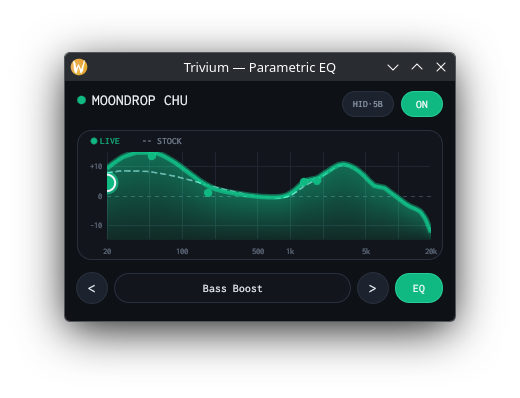 W Trivium — Parametric EQ
MOONDROP CHU
HID·5B ON
LIVE -- STOCK
+10
0
-10
20 100 500 1k 5k 20k
< Bass Boost > EQ